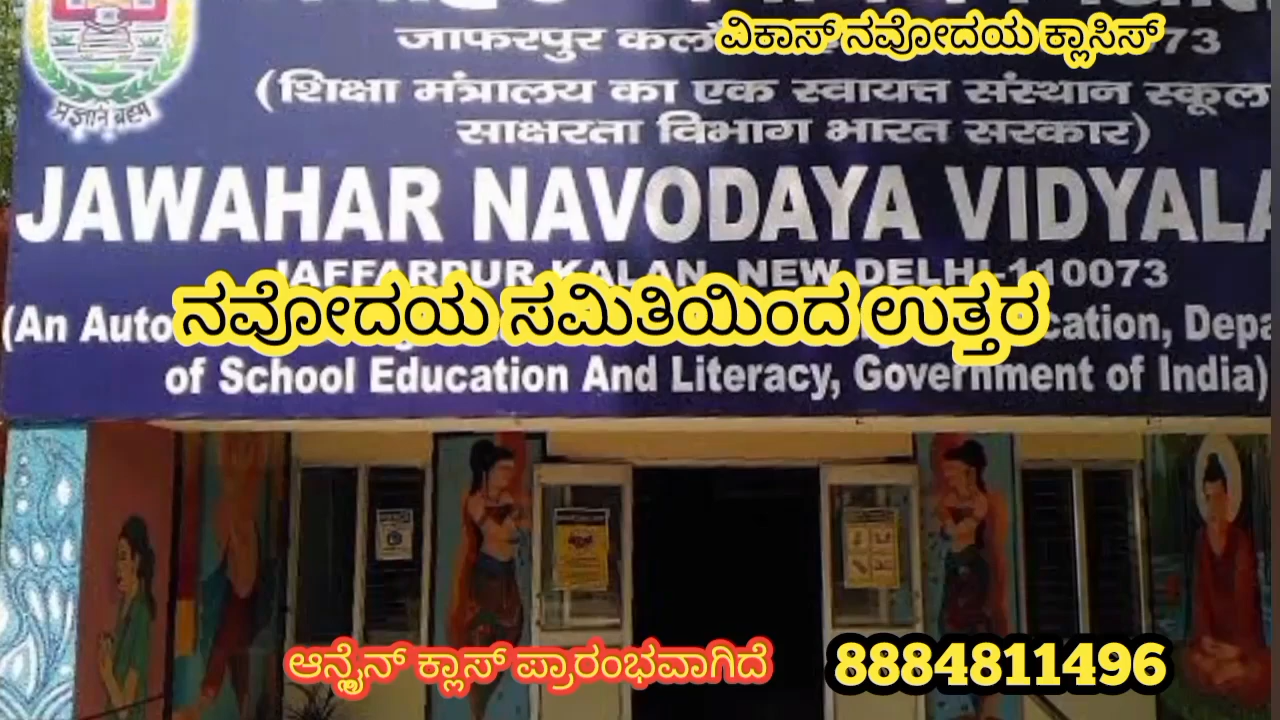 ವಿಕಾಸ್ ನವೋದಯ ಕ್ಲಾಸಿಸ್
जाफरपुर 73
(शिक्षा मंत्रालय का एक स्वायत्त संस्थान स्कूल
साक्षरता विभाग भारत सरकार)
प्रज्ञानं ब्रह्म
JAWAHAR NAVODAYA VIDYALA
JAFFARPUR KALAN, NEW DELHI-110073
ನವೋದಯ ಸಮಿತಿಯಿಂದ ಉತ್ತರ
(An Auto cation, Depa
of School Education And Literacy, Government of India)
ಆನ್ಲೈನ್ ಕ್ಲಾಸ್ ಪ್ರಾರಂಭವಾಗಿದೆ
8884811496